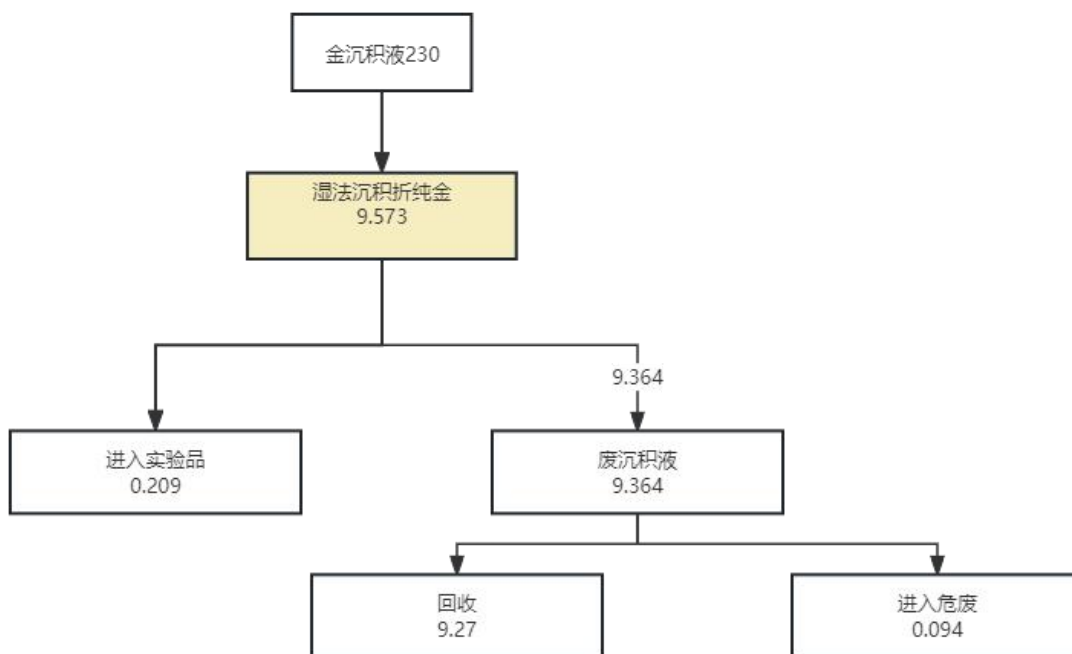 金沉积液230
湿法沉积折纯金
9.573
9.364
进入实验品
0.209
废沉积液
9.364
回收
9.27
进入危废
0.094